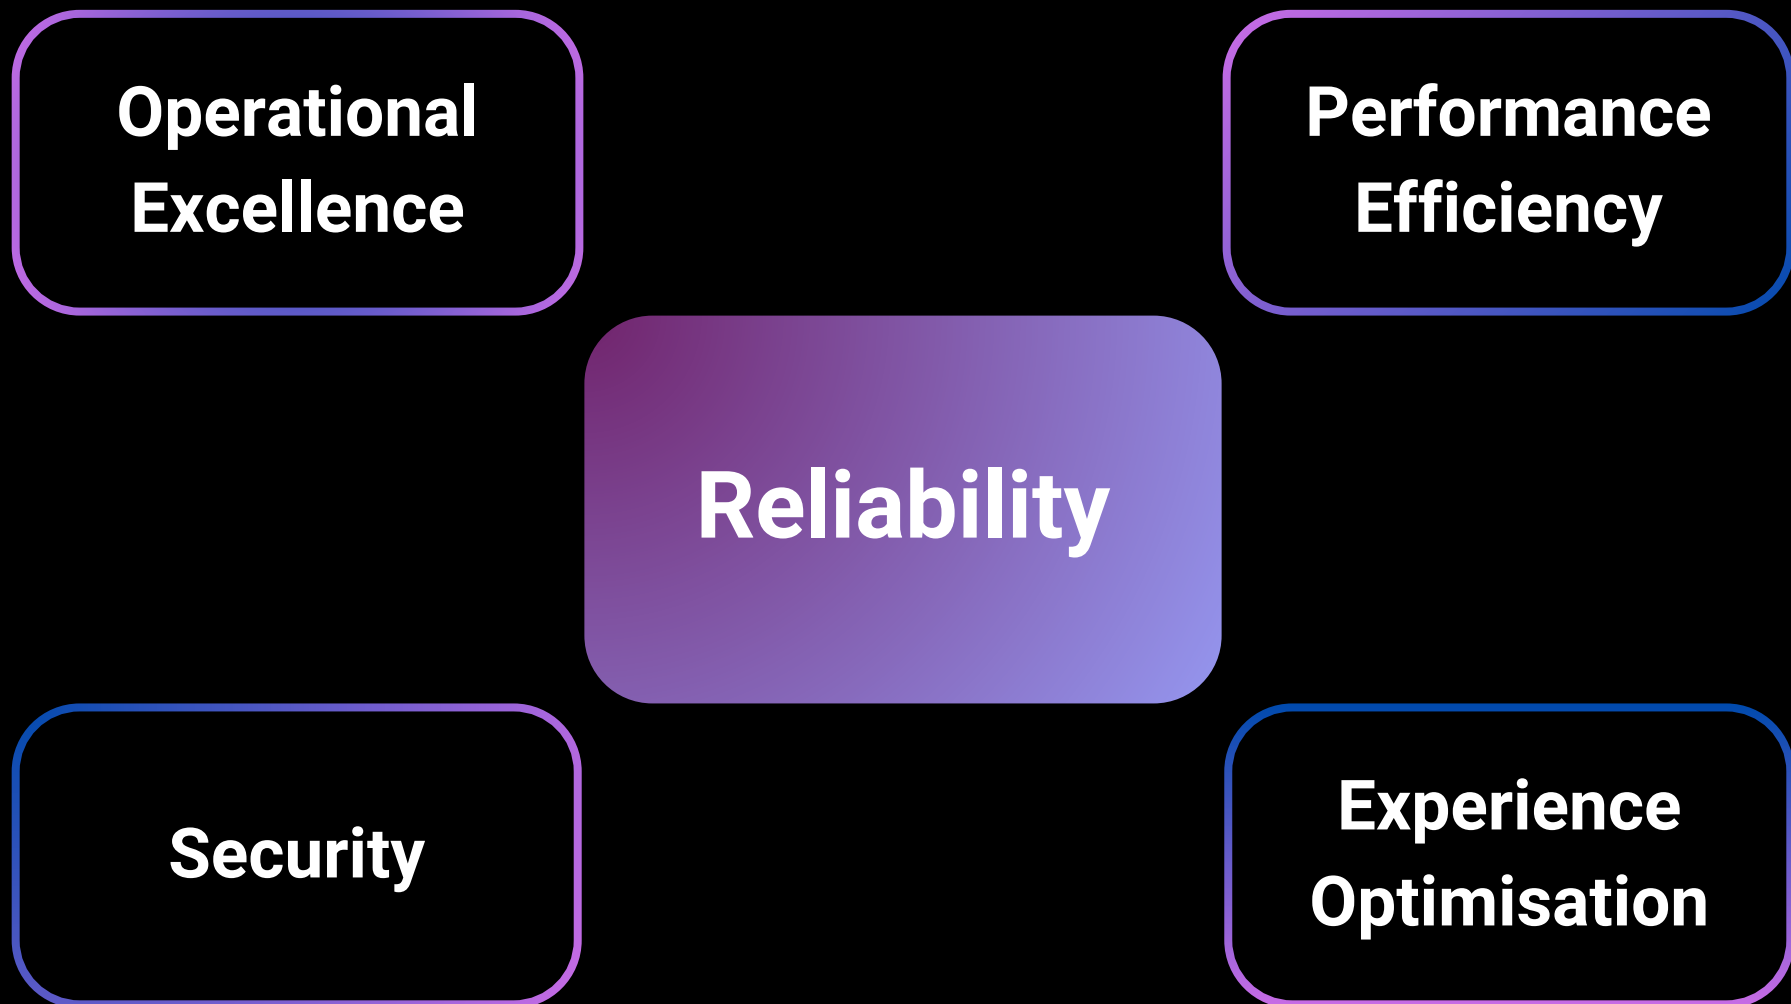 Operational
Excellence
Performance
Efficiency
Reliability
Security
Experience
Optimisation